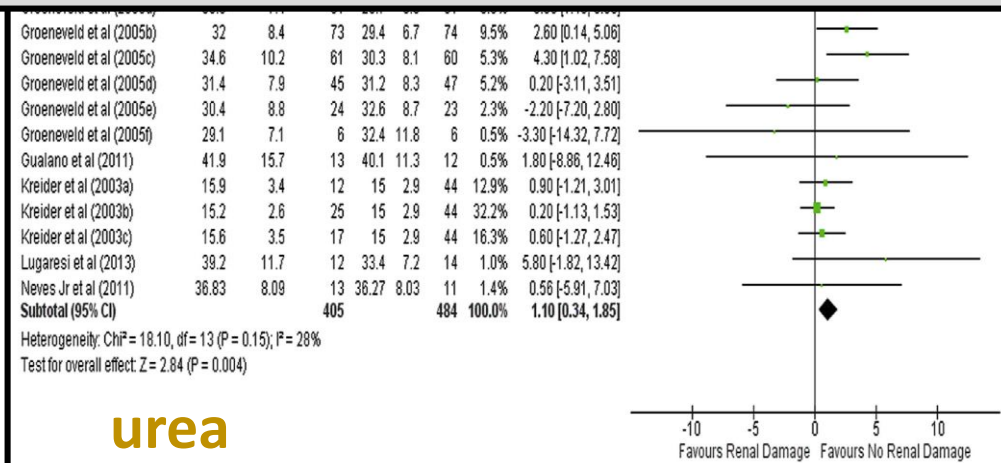 Groeneveld et al (2005b) 32 8.4 73 29.4 6.7 74 9.5% 2.60 [0.14, 5.06]
Groeneveld et al (2005c) 34.6 10.2 61 30.3 8.1 60 5.3% 4.30 [1.02, 7.58]
Groeneveld et al (2005d) 31.4 7.9 45 31.2 8.3 47 5.2% 0.20 [-3.11, 3.51]
Groeneveld et al (2005e) 30.4 8.8 24 32.6 8.7 23 2.3% -2.20 [-7.20, 2.80]
Groeneveld et al (2005f) 29.1 7.1 6 32.4 11.8 6 0.5% -3.30 [-14.32, 7.72]
Gualano et al (2011) 41.9 15.7 13 40.1 11.3 12 0.5% 1.80 [-8.86, 12.46]
Kreider et al (2003a) 15.9 3.4 12 15 2.9 44 12.9% 0.90 [-1.21, 3.01]
Kreider et al (2003b) 15.2 2.6 25 15 2.9 44 32.2% 0.20 [-1.13, 1.53]
Kreider et al (2003c) 15.6 3.5 17 15 2.9 44 16.3% 0.60 [-1.27, 2.47]
Lugaresi et al (2013) 39.2 11.7 12 33.4 7.2 14 1.0% 5.80 [-1.82, 13.42]
Neves Jr et al (2011) 36.83 8.09 13 36.27 8.03 11 1.4% 0.56 [-5.91, 7.03]
Subtotal (95% CI) 405 484 100.0% 1.10 [0.34, 1.85]
Heterogeneity: Chi² = 18.10, df = 13 (P = 0.15); I² = 28%
Test for overall effect: Z = 2.84 (P = 0.004)
urea
-10 -5 0 5 10
Favours Renal Damage Favours No Renal Damage